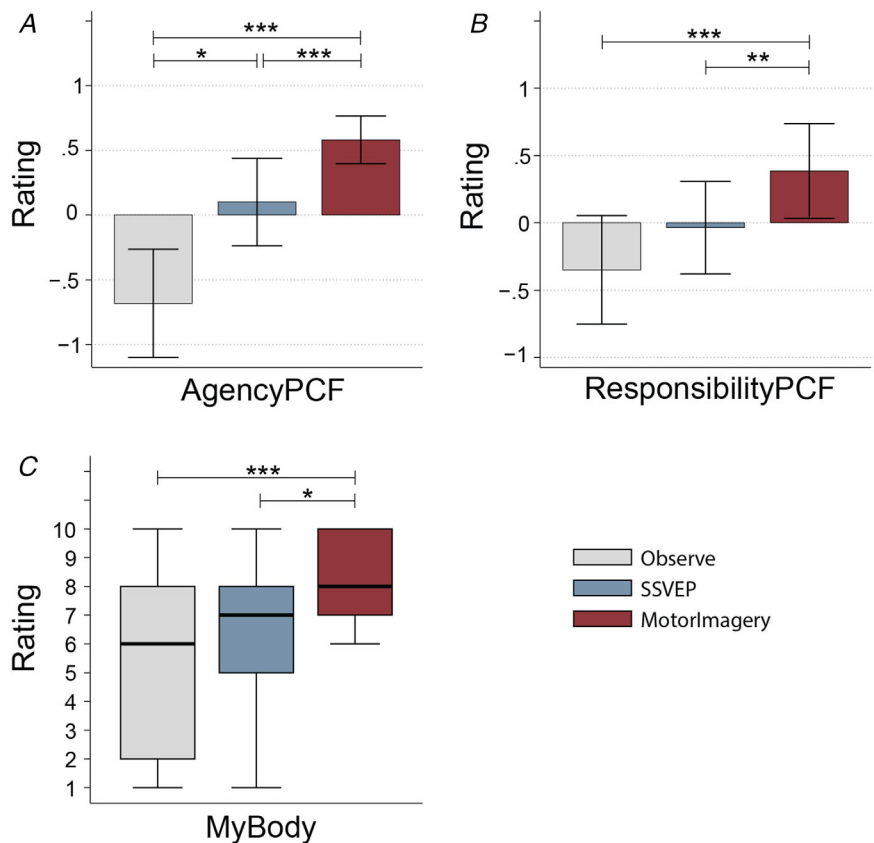 A
***
*
***
1
.5
0
−.5
−1
Rating
AgencyPCF
B
***
**
1
.5
0
−.5
−1
Rating
ResponsibilityPCF
C
***
*
10
9
8
7
6
5
4
3
2
1
Rating
MyBody
Observe
SSVEP
MotorImagery